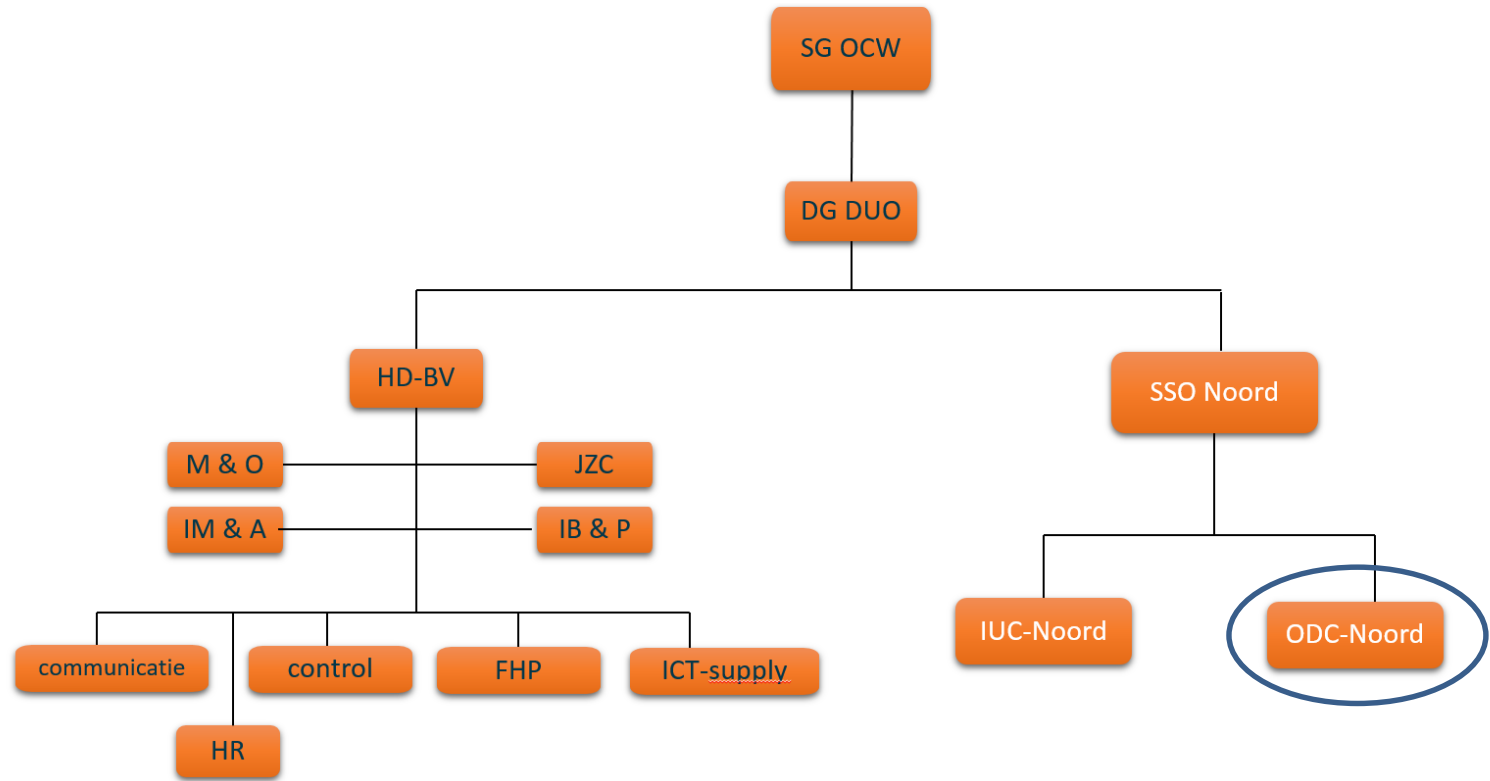 SG OCW
DG DUO
HD-BV
SSO Noord
M & O
JZC
IM & A
IB & P
IUC-Noord
ODC-Noord
communicatie
control
FHP
ICT-supply
HR